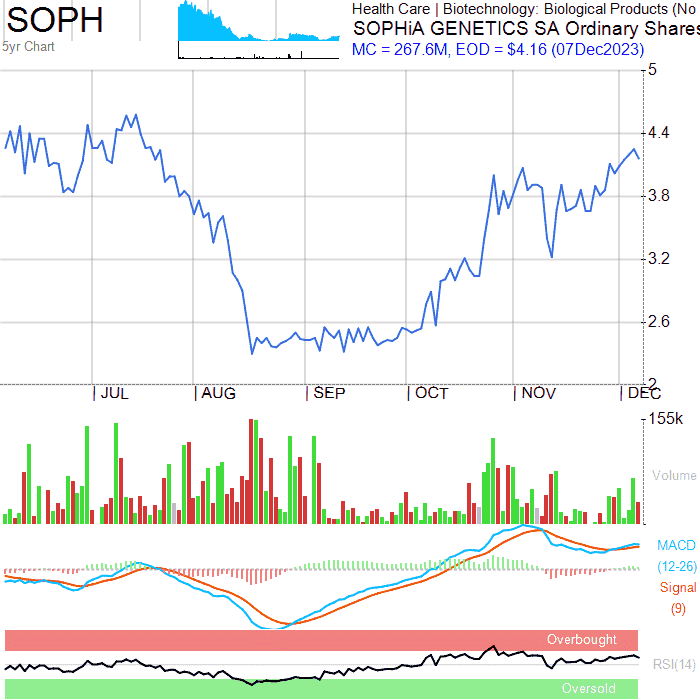 SOPH
5yr Chart
Health Care | Biotechnology: Biological Products (No
SOPHiA GENETICS SA Ordinary Shares
MC = 267.6M, EOD = $4.16 (07Dec2023)
5
4.4
3.8
3.2
2.6
2
JUL AUG SEP OCT NOV DEC
155k
Volume
MACD
(12-26)
Signal
(9)
Overbought
RSI(14)
Oversold